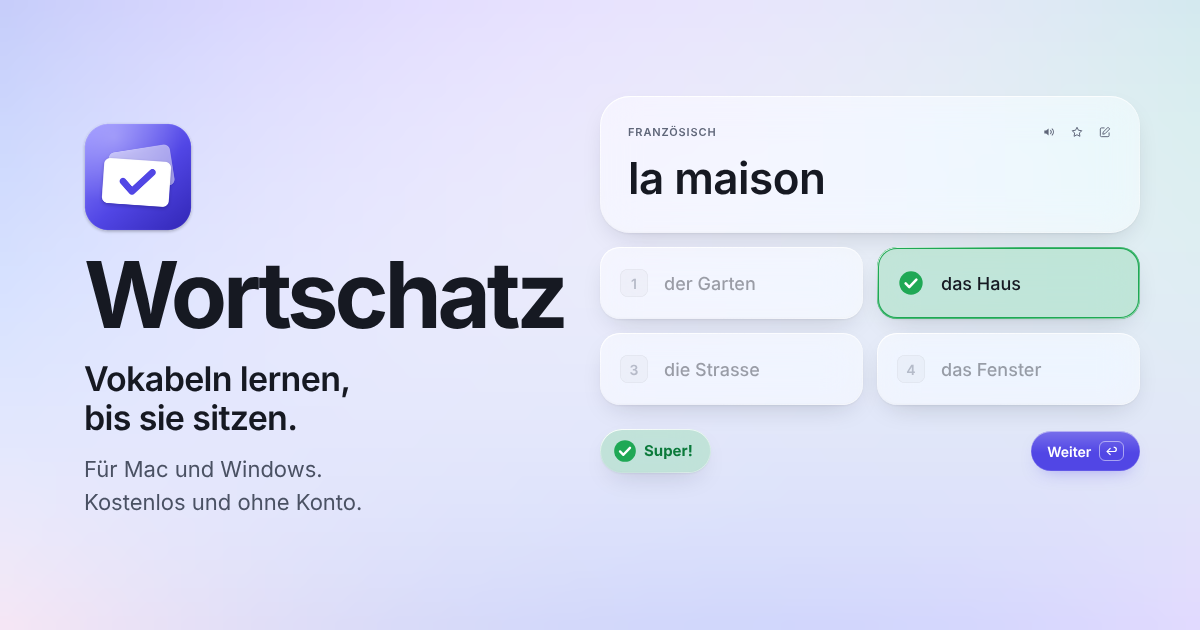 Wortschatz
Vokabeln lernen,
bis sie sitzen.
Für Mac und Windows.
Kostenlos und ohne Konto.
FRANZÖSISCH
la maison
1 der Garten
das Haus
3 die Strasse
4 das Fenster
Super!
Weiter